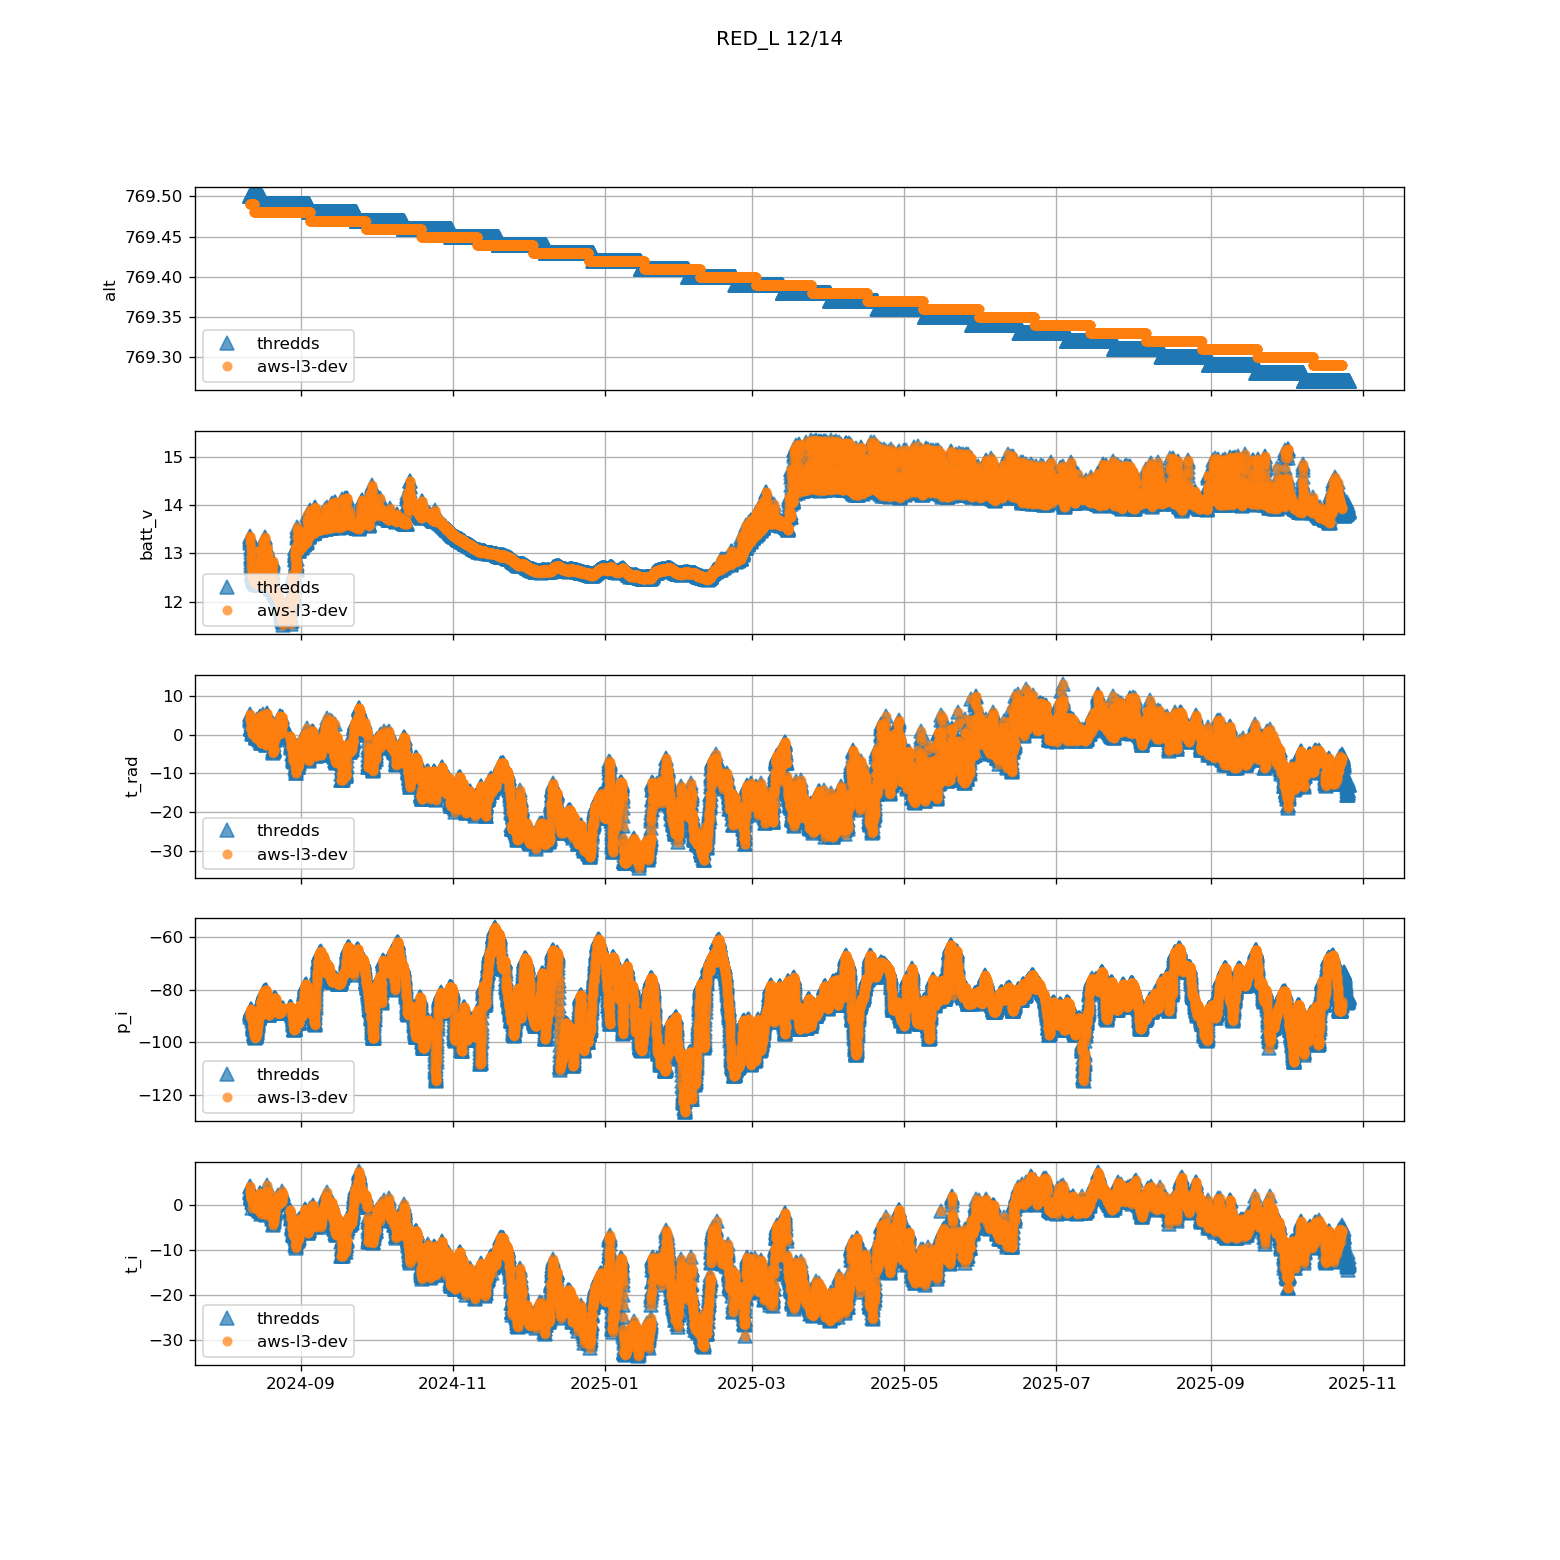 RED_L 12/14
769.50
769.45
769.40
769.35
769.30
alt
thredds
aws-l3-dev
15
14
13
12
batt_v
thredds
aws-l3-dev
10
0
−10
−20
−30
t_rad
thredds
aws-l3-dev
−60
−80
−100
−120
p_i
thredds
aws-l3-dev
0
−10
−20
−30
t_i
thredds
aws-l3-dev
2024-09 2024-11 2025-01 2025-03 2025-05 2025-07 2025-09 2025-11